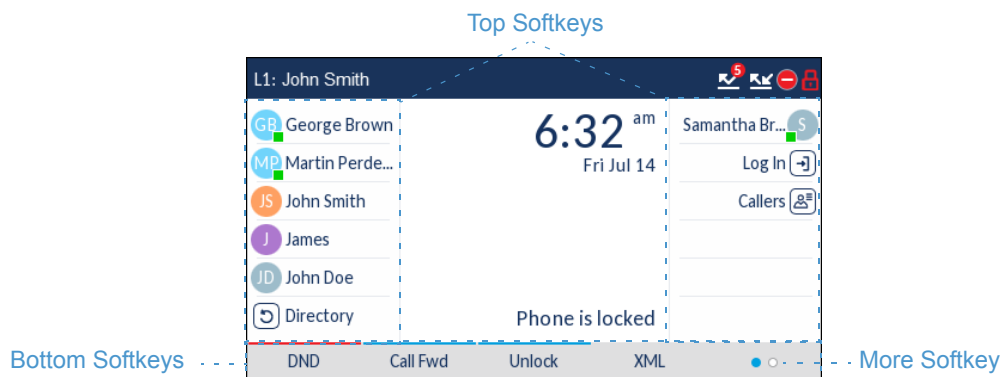 Top Softkeys
L1: John Smith
5
GB George Brown
6:32 am
Samantha Br... S
MP Martin Perde...
Fri Jul 14
Log In
JS John Smith
Callers
J James
JD John Doe
Directory
Phone is locked
Bottom Softkeys
DND Call Fwd Unlock XML
More Softkey